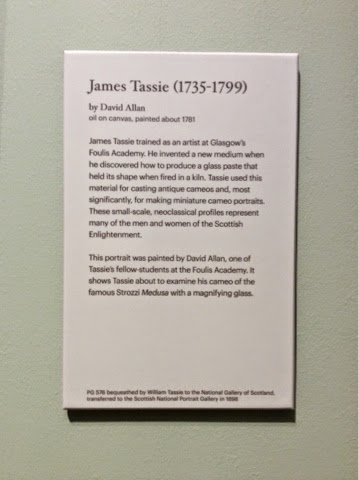 James Tassie (1735-1799)
by David Allan
oil on canvas, painted about 1781
James Tassie trained as an artist at Glasgow's
Foulis Academy. He invented a new medium when
he discovered how to produce a glass paste that
held its shape when fired in a kiln. Tassie used this
material for casting antique cameos and, most
significantly, for making miniature cameo portraits.
These small-scale, neoclassical profiles represent
many of the men and women of the Scottish
Enlightenment.
This portrait was painted by David Allan, one of
Tassie's fellow-students at the Foulis Academy. It
shows Tassie about to examine his cameo of the
famous Strozzi Medusa with a magnifying glass.
PG 576 bequeathed by William Tassie to the National Gallery of Scotland,
transferred to the Scottish National Portrait Gallery in 1898